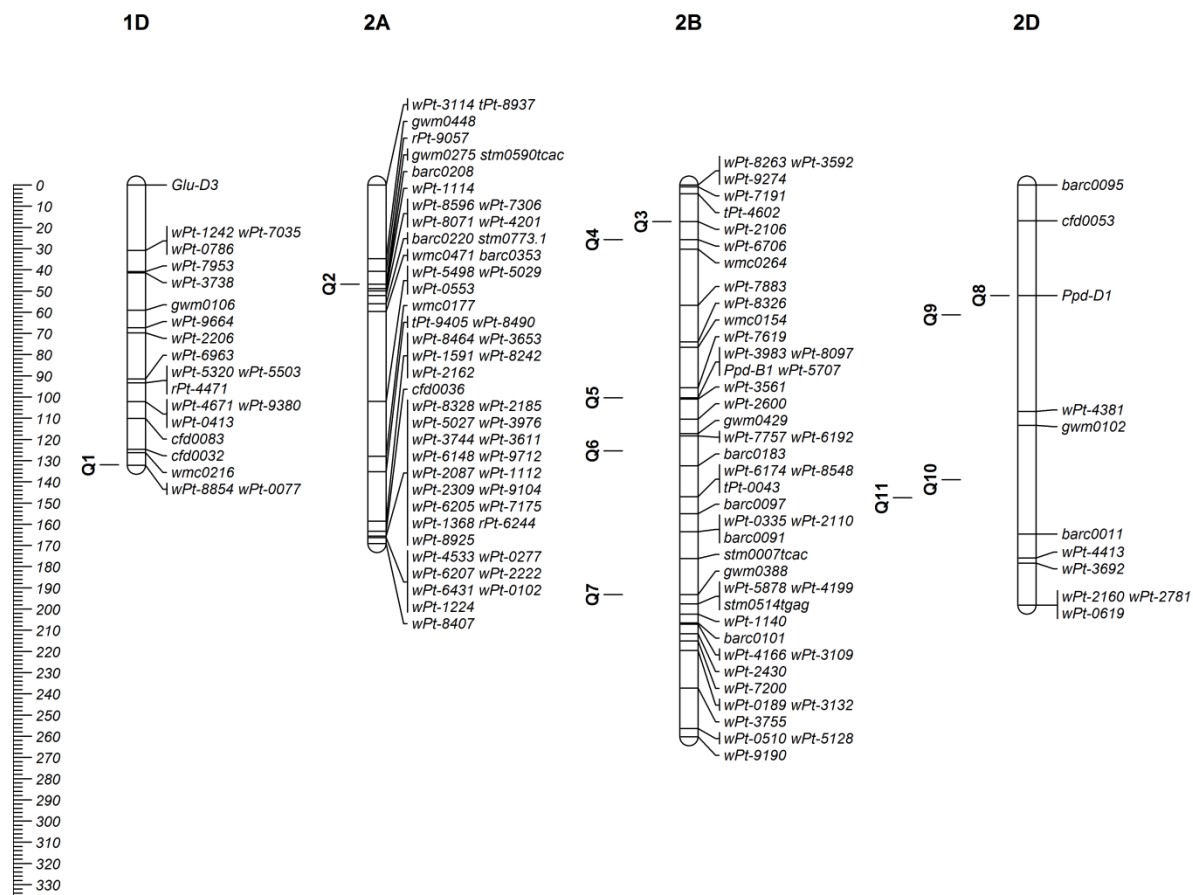 1D
2A
2B
2D
0
10
20
30
40
50
60
70
80
90
100
110
120
130
140
150
160
170
180
190
200
210
220
230
240
250
260
270
280
290
300
310
320
330
Q1
Glu-D3
wPt-1242 wPt-7035
wPt-0786
wPt-7953
wPt-3738
gwm0106
wPt-9664
wPt-2206
wPt-6963
wPt-5320 wPt-5503
rPt-4471
wPt-4671 wPt-9380
wPt-0413
cfd0083
cfd0032
wmc0216
wPt-8854 wPt-0077
Q2
wPt-3114 tPt-8937
gwm0448
rPt-9057
gwm0275 stm0590tcac
barc0208
wPt-1114
wPt-8596 wPt-7306
wPt-8071 wPt-4201
barc0220 stm0773.1
wmc0471 barc0353
wPt-5498 wPt-5029
wPt-0553
wmc0177
tPt-9405 wPt-8490
wPt-8464 wPt-3653
wPt-1591 wPt-8242
wPt-2162
cfd0036
wPt-8328 wPt-2185
wPt-5027 wPt-3976
wPt-3744 wPt-3611
wPt-6148 wPt-9712
wPt-2087 wPt-1112
wPt-2309 wPt-9104
wPt-6205 wPt-7175
wPt-1368 rPt-6244
wPt-8925
wPt-4533 wPt-0277
wPt-6207 wPt-2222
wPt-6431 wPt-0102
wPt-1224
wPt-8407
Q3
Q4
Q5
Q6
Q7
wPt-8263 wPt-3592
wPt-9274
wPt-7191
tPt-4602
wPt-2106
wPt-6706
wmc0264
wPt-7883
wPt-8326
wmc0154
wPt-7619
wPt-3983 wPt-8097
Ppd-B1 wPt-5707
wPt-3561
wPt-2600
gwm0429
wPt-7757 wPt-6192
barc0183
wPt-6174 wPt-8548
tPt-0043
barc0097
wPt-0335 wPt-2110
barc0091
stm0007tcac
gwm0388
wPt-5878 wPt-4199
stm0514tgag
wPt-1140
barc0101
wPt-4166 wPt-3109
wPt-2430
wPt-7200
wPt-0189 wPt-3132
wPt-3755
wPt-0510 wPt-5128
wPt-9190
Q8
Q9
Q10
Q11
barc0095
cfd0053
Ppd-D1
wPt-4381
gwm0102
barc0011
wPt-4413
wPt-3692
wPt-2160 wPt-2781
wPt-0619